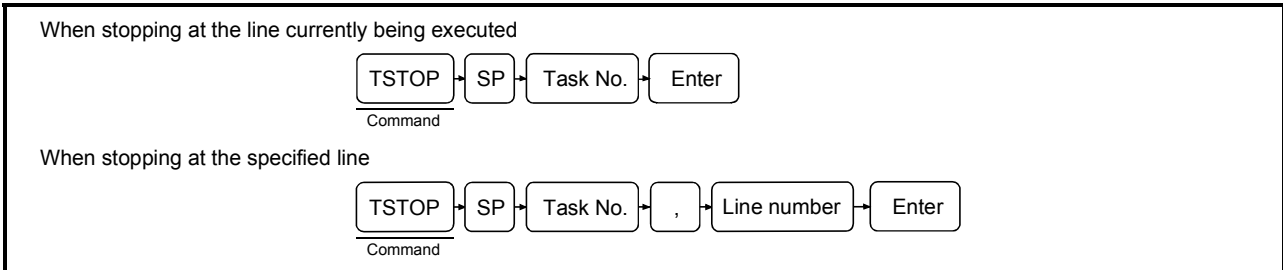 When stopping at the line currently being executed
TSTOP SP Task No. Enter
Command
When stopping at the specified line
TSTOP SP Task No. , Line number Enter
Command